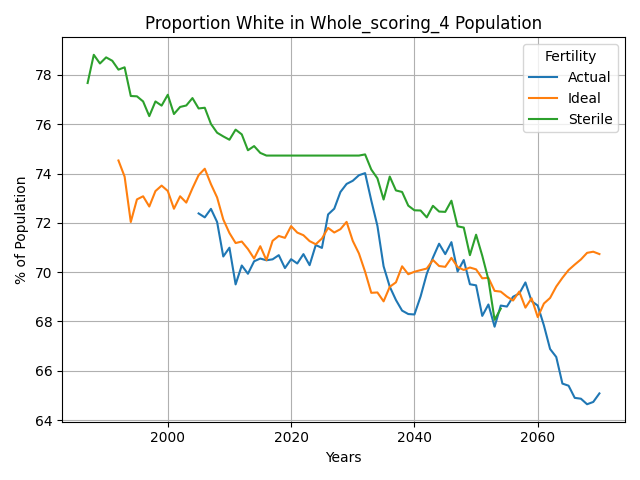 Proportion White in Whole_scoring_4 Population
Fertility
Actual
Ideal
Sterile
% of Population
78
76
74
72
70
68
66
64
2000
2020
2040
2060
Years